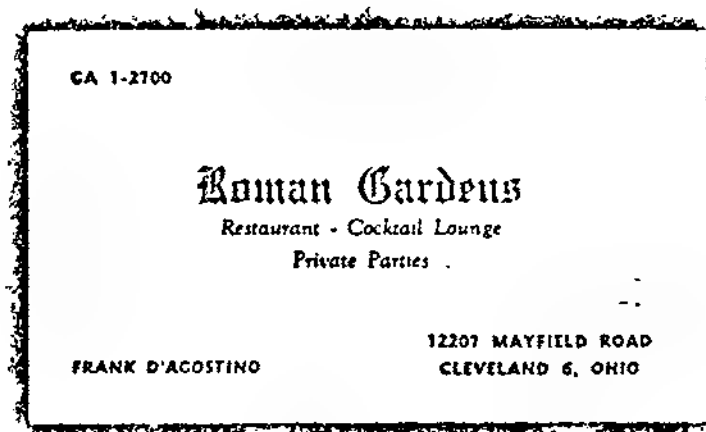 GA 1-2700
Roman Gardens
Restaurant - Cocktail Lounge
Private Parties
12207 MAYFIELD ROAD
FRANK D'AGOSTINO
CLEVELAND 6, OHIO